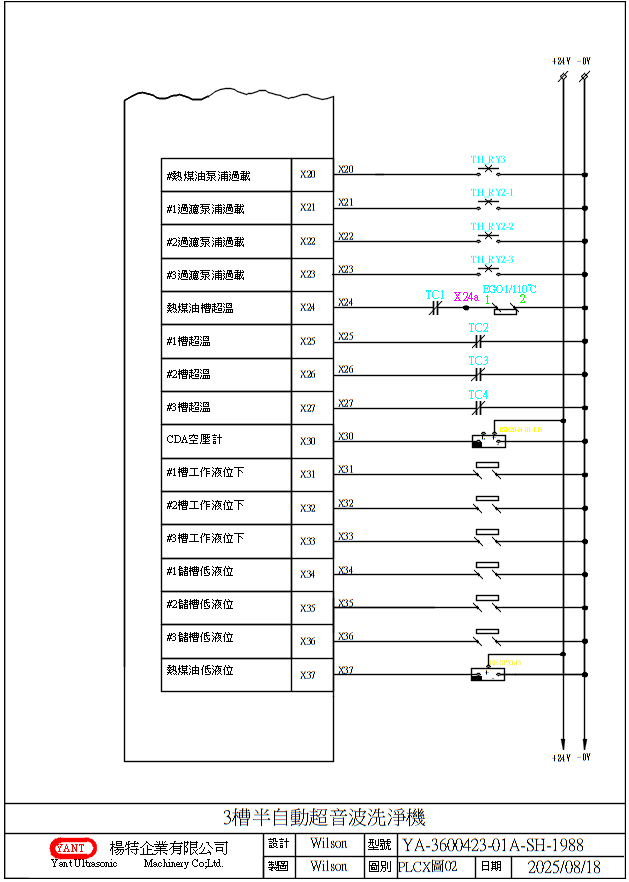 +24V -0V
#熱煤油泵浦過載 X20 X20 TH_RY3
#1過濾泵浦過載 X21 X21 TH_RY2-1
#2過濾泵浦過載 X22 X22 TH_RY2-2
#3過濾泵浦過載 X23 X23 TH_RY2-3
熱煤油槽超溫 X24 X24 TC1 X24a 1 EGO1/110℃ 2
#1槽超溫 X25 X25 TC2
#2槽超溫 X26 X26 TC3
#3槽超溫 X27 X27 TC4
CDA空壓計 X30 X30
#1槽工作液位下 X31 X31
#2槽工作液位下 X32 X32
#3槽工作液位下 X33 X33
#1儲槽低液位 X34 X34
#2儲槽低液位 X35 X35
#3儲槽低液位 X36 X36
熱煤油低液位 X37 X37
+24V -0V
3槽半自動超音波洗淨機
YANT 楊特企業有限公司
Yant Ultrasonic Machinery Co;Ltd.
設計 Wilson 型號 YA-3600423-01A-SH-1988
製圖 Wilson 圖別 PLCX圖02 日期 2025/08/18